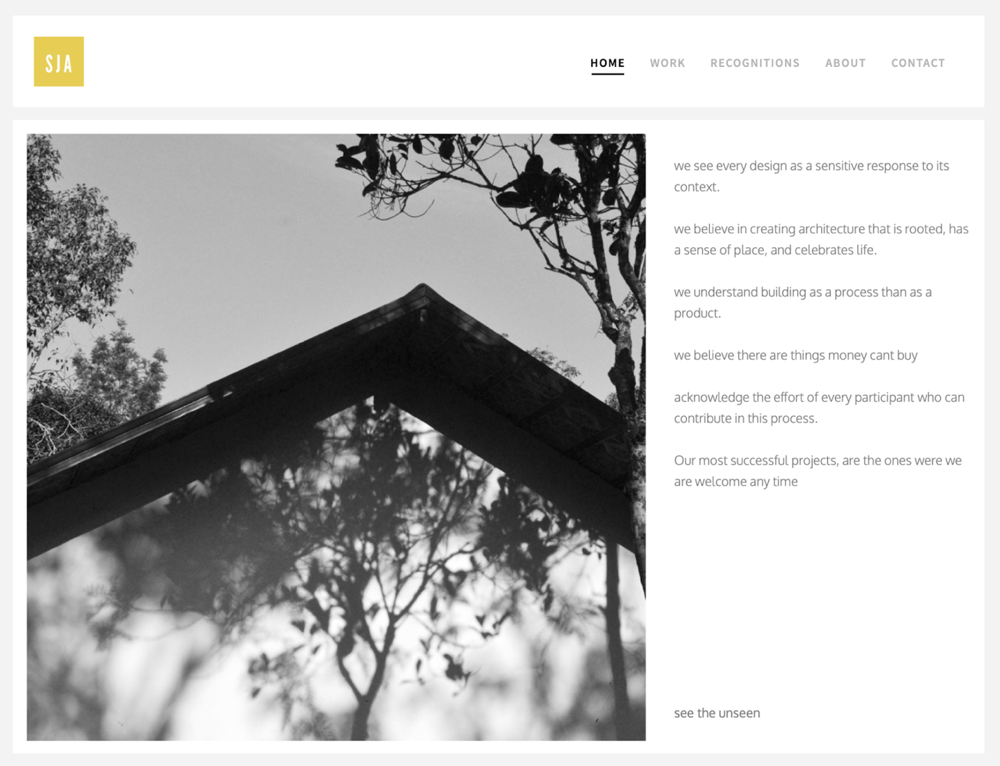 SJA
HOME WORK RECOGNITIONS ABOUT CONTACT
we see every design as a sensitive response to its
context.
we believe in creating architecture that is rooted, has
a sense of place, and celebrates life.
we understand building as a process than as a
product.
we believe there are things money cant buy
acknowledge the effort of every participant who can
contribute in this process.
Our most successful projects, are the ones were we
are welcome any time
see the unseen